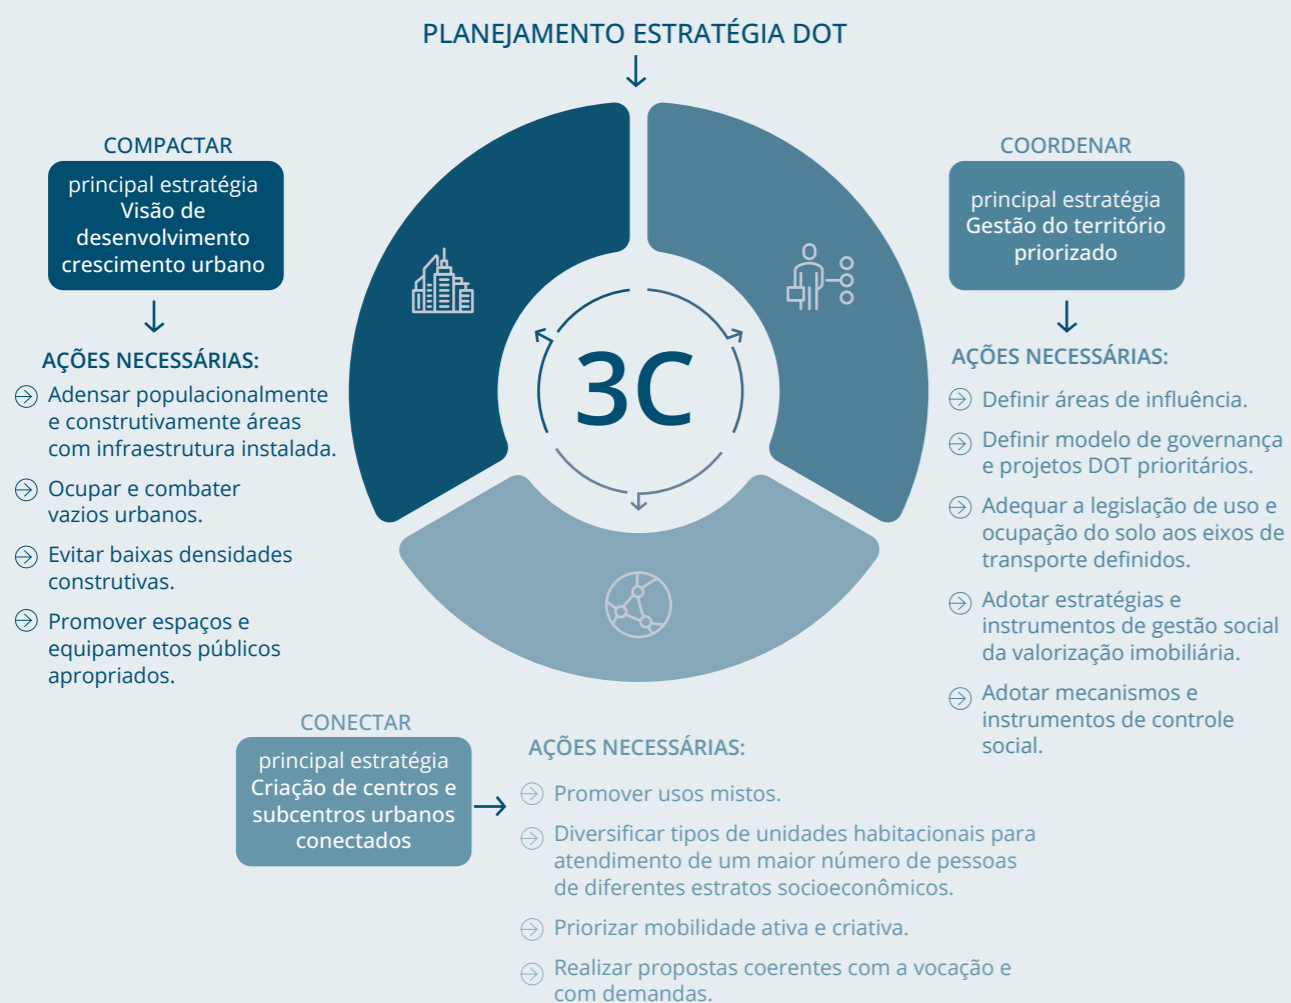 PLANEJAMENTO ESTRATÉGIA DOT
COMPACTAR
principal estratégia
Visão de
desenvolvimento
crescimento urbano
AÇÕES NECESSÁRIAS:
Adensar populacionalmente
e construtivamente áreas
com infraestrutura instalada.
Ocupar e combater
vazios urbanos.
Evitar baixas densidades
construtivas.
Promover espaços e
equipamentos públicos
apropriados.
3C
COORDENAR
principal estratégia
Gestão do território
priorizado
AÇÕES NECESSÁRIAS:
Definir áreas de influência.
Definir modelo de governança
e projetos DOT prioritários.
Adequar a legislação de uso e
ocupação do solo aos eixos de
transporte definidos.
Adotar estratégias e
instrumentos de gestão social
da valorização imobiliária.
Adotar mecanismos e
instrumentos de controle
social.
CONECTAR
principal estratégia
Criação de centros e
subcentros urbanos
conectados
AÇÕES NECESSÁRIAS:
Promover usos mistos.
Diversificar tipos de unidades habitacionais para
atendimento de um maior número de pessoas
de diferentes estratos socioeconômicos.
Priorizar mobilidade ativa e criativa.
Realizar propostas coerentes com a vocação e
com demandas.